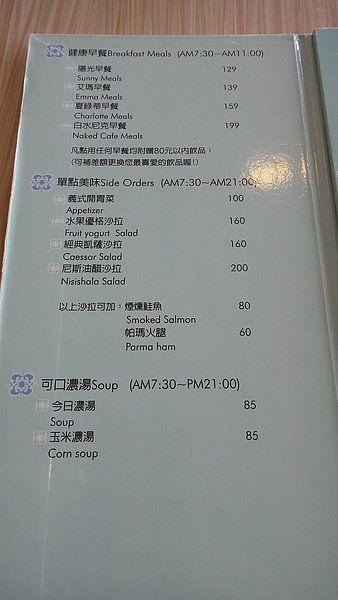 健康早餐Breakfast Meals (AM7:30~AM11:00)
陽光早餐 129
Sunny Meals
艾瑪早餐 139
Emma Meals
夏綠蒂早餐 159
Charlotte Meals
白水尼克早餐 199
Naked Cafe Meals
凡點用任何早餐均附贈80元以內飲品：
(可補差額更換您最喜愛的飲品喔!)
單點美味Side Orders (AM7:30~AM21:00)
義式開胃菜 100
Appetizer
水果優格沙拉 160
Fruit yogurt Salad
經典凱薩沙拉 160
Caessar Salad
尼斯油醋沙拉 200
Nisishala Salad
以上沙拉可加：煙燻鮭魚 80
Smoked Salmon
帕瑪火腿 60
Parma ham
可口濃湯Soup (AM7:30~PM21:00)
今日濃湯 85
Soup
玉米濃湯 85
Corn soup